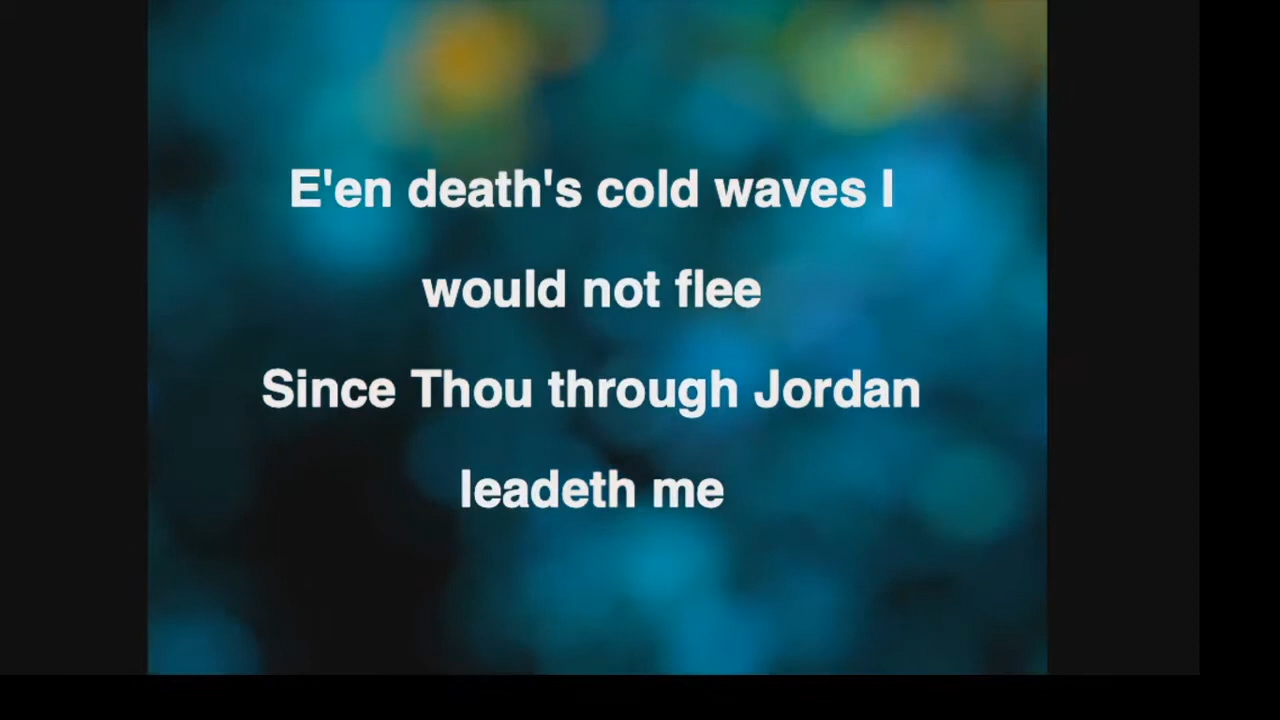 E'en death's cold waves I
would not flee
Since Thou through Jordan
leadeth me